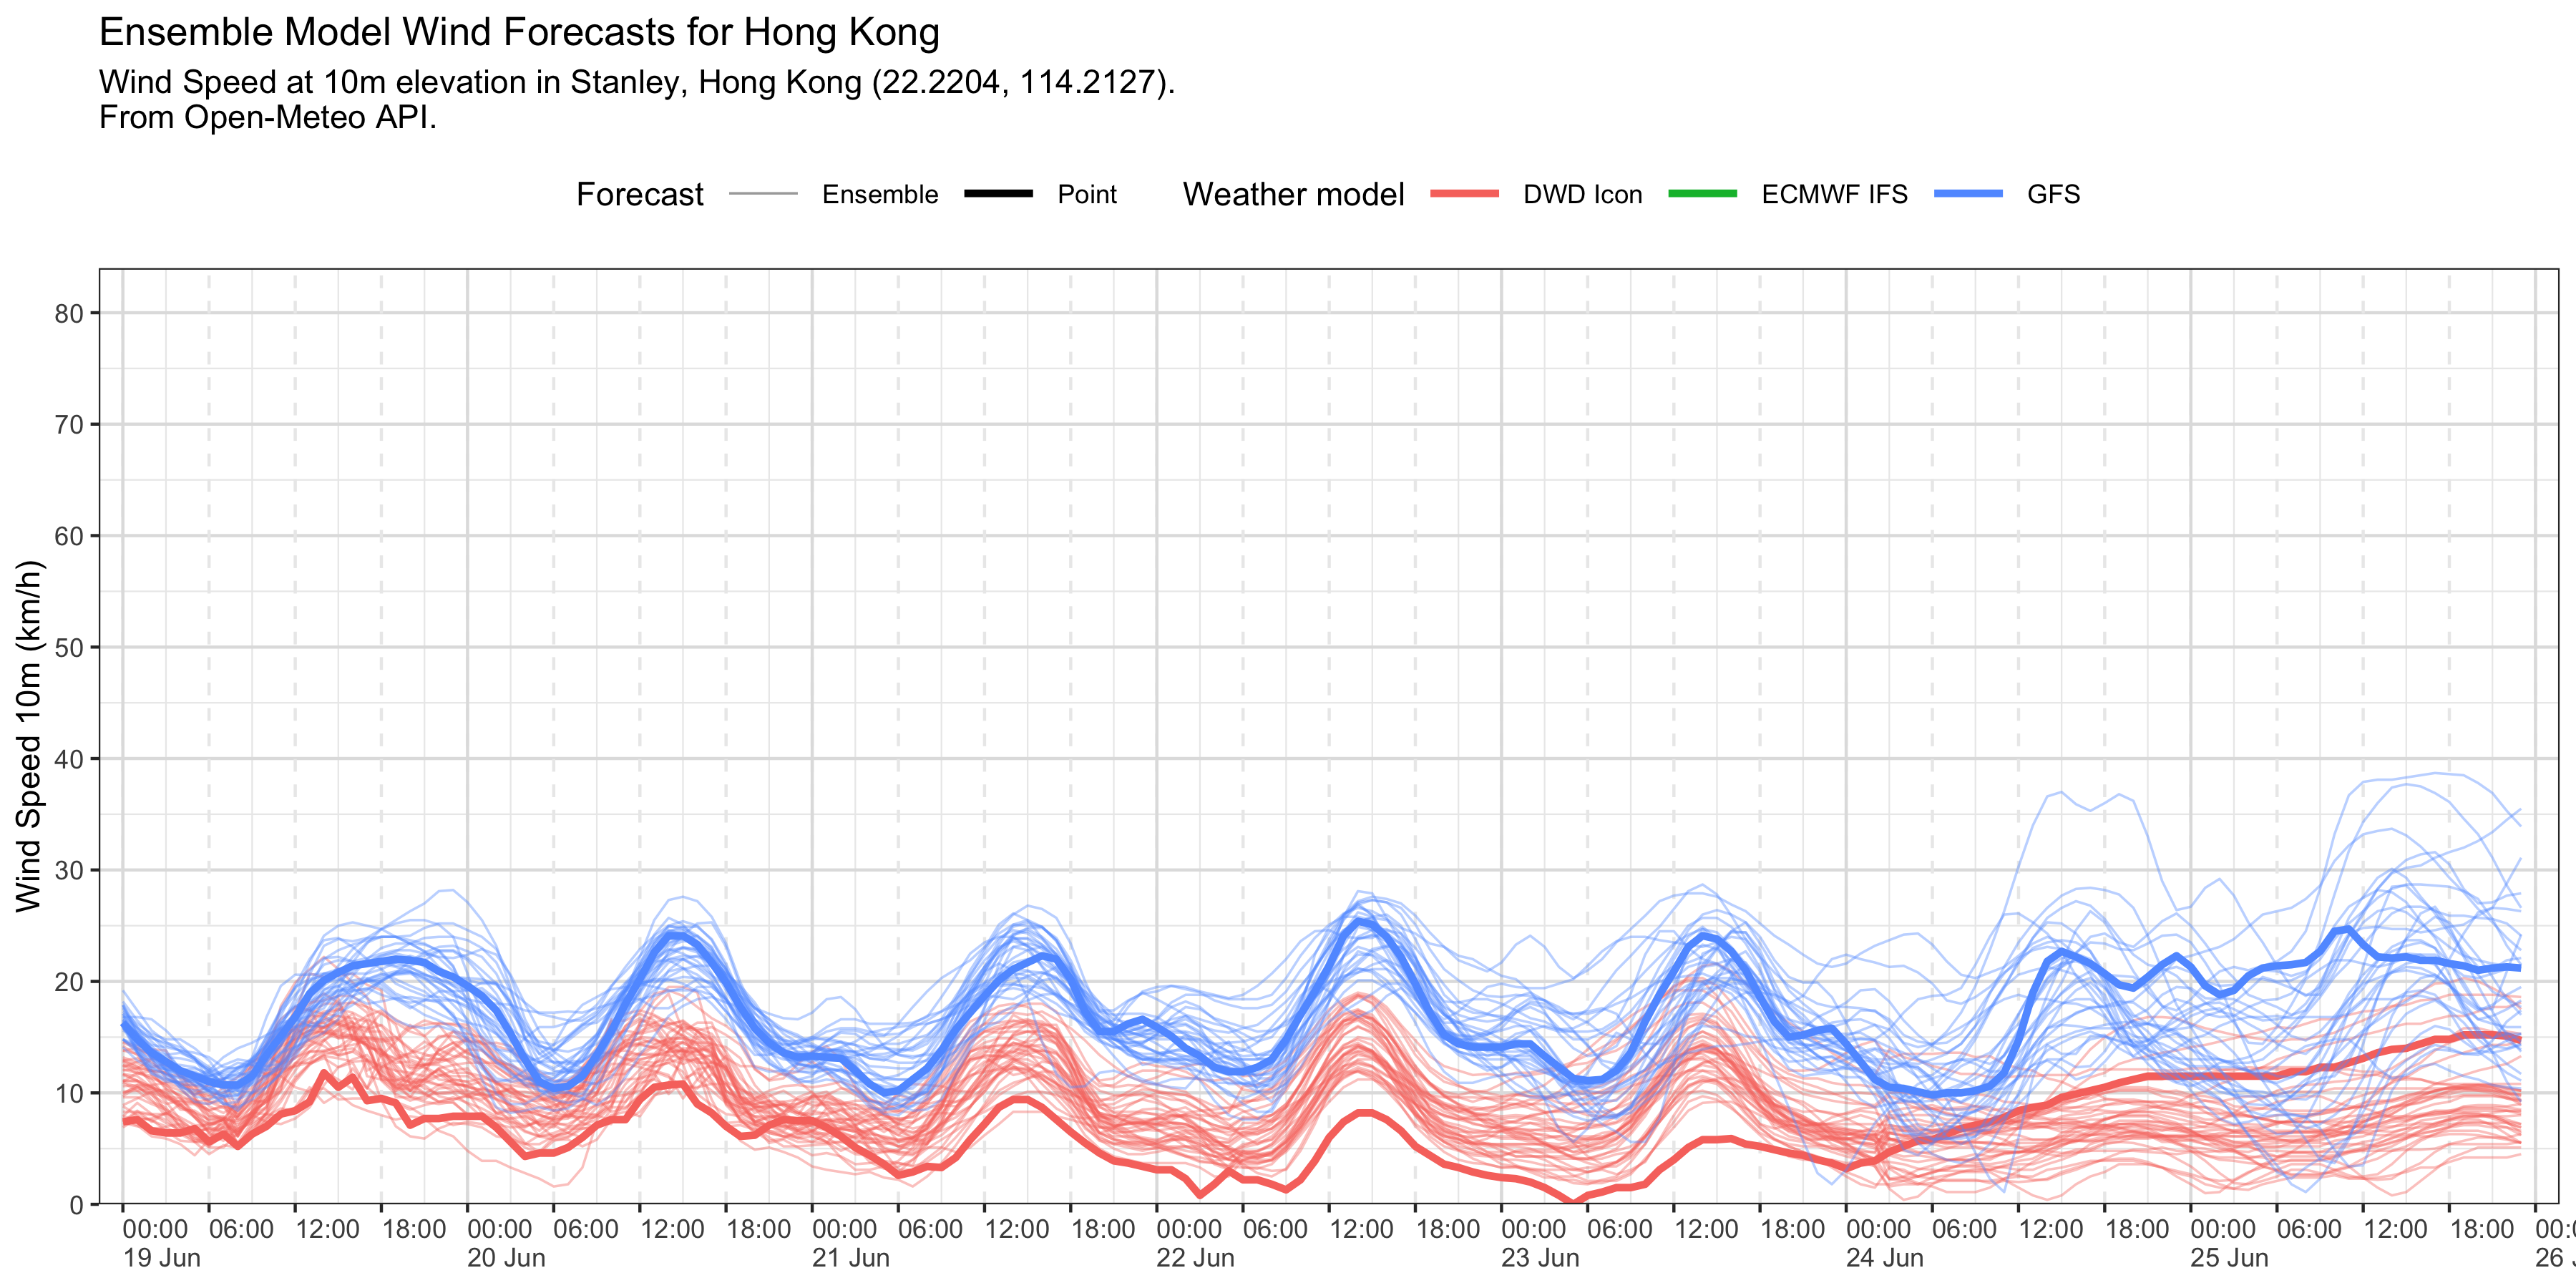 Ensemble Model Wind Forecasts for Hong Kong
Wind Speed at 10m elevation in Stanley, Hong Kong (22.2204, 114.2127).
From Open-Meteo API.
Forecast Ensemble Point Weather model DWD Icon ECMWF IFS GFS
Wind Speed 10m (km/h)
80
70
60
50
40
30
20
10
0
00:00 06:00 12:00 18:00 00:00 06:00 12:00 18:00 00:00 06:00 12:00 18:00 00:00 06:00 12:00 18:00 00:00 06:00 12:00 18:00 00:00 06:00 12:00 18:00 00:00 06:00 12:00 18:00 00:0
19 Jun 20 Jun 21 Jun 22 Jun 23 Jun 24 Jun 25 Jun 26